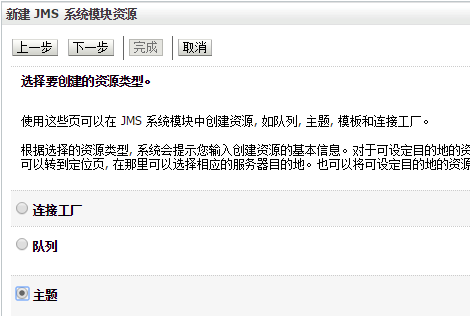 新建 JMS 系统模块资源
上一步 下一步 完成 取消
选择要创建的资源类型。
使用这些页可以在 JMS 系统模块中创建资源, 如队列, 主题, 模板和连接工厂。
根据选择的资源类型, 系统会提示您输入创建资源的基本信息。对于可设定目的地的资
可以转到定位页, 在那里可以选择相应的服务器目的地。也可以将可设定目的地的资源
连接工厂
队列
主题